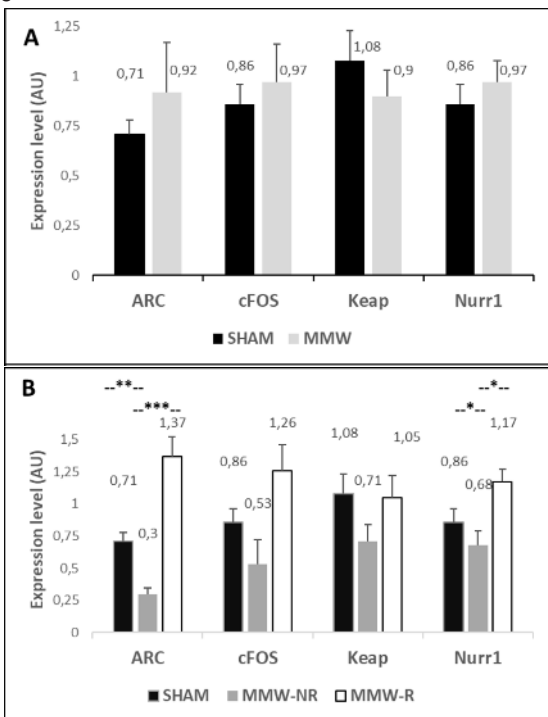 A
1,25
1
0,75
0,5
0,25
0
Expression level (AU)
0,71 0,92 0,86 0,97 1,08 0,9 0,86 0,97
ARC cFOS Keap Nurr1
SHAM MMW
B
--**--
--***--
--*--
--*--
1,5
1,25
1
0,75
0,5
0,25
0
Expression level (AU)
0,71 0,3 1,37 0,86 0,53 1,26 1,08 0,71 1,05 0,86 0,68 1,17
ARC cFOS Keap Nurr1
SHAM MMW-NR MMW-R